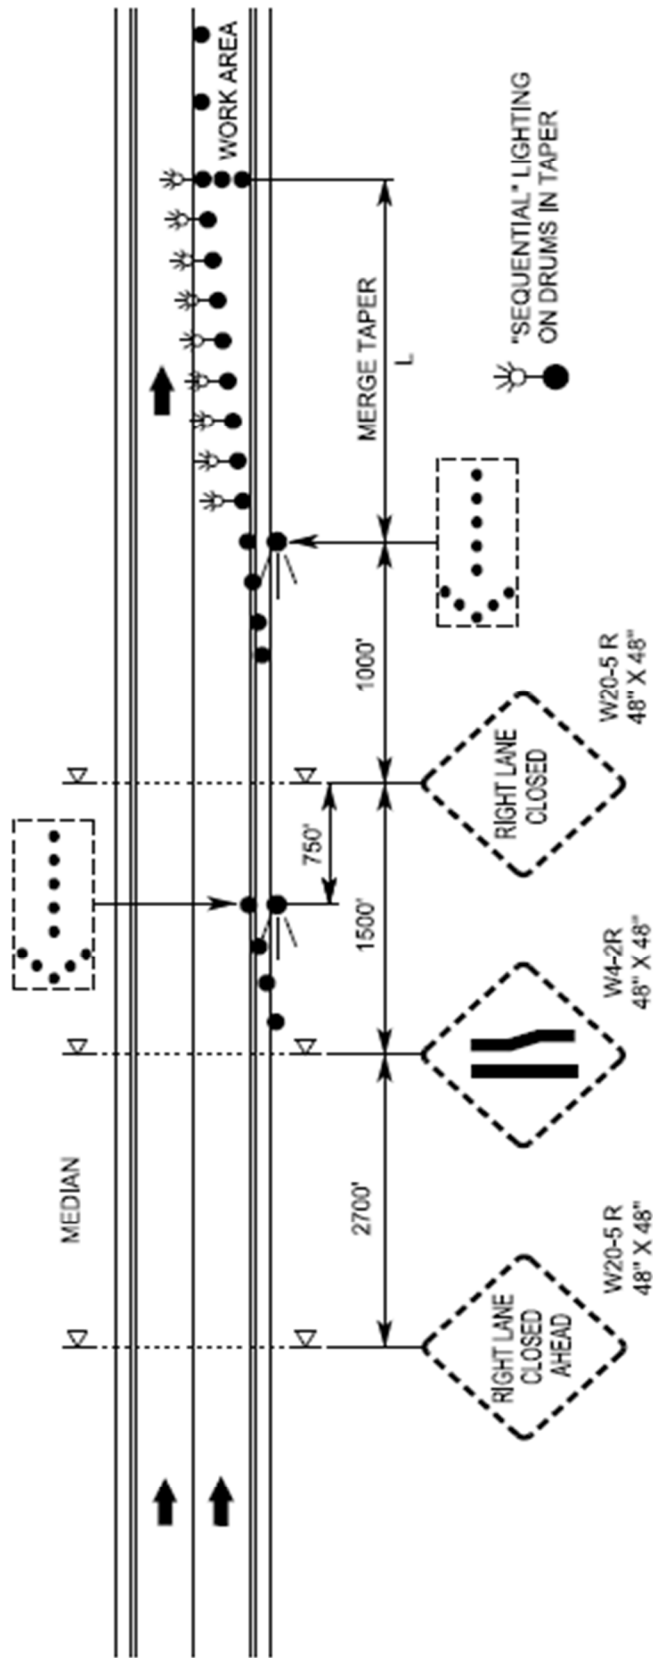 WORK AREA
"SEQUENTIAL" LIGHTING
ON DRUMS IN TAPER
MERGE TAPER
L
1000'
750'
1500'
2700'
MEDIAN
RIGHT LANE
CLOSED
W20-5 R
48" X 48"
W4-2R
48" X 48"
RIGHT LANE
CLOSED
AHEAD
W20-5 R
48" X 48"